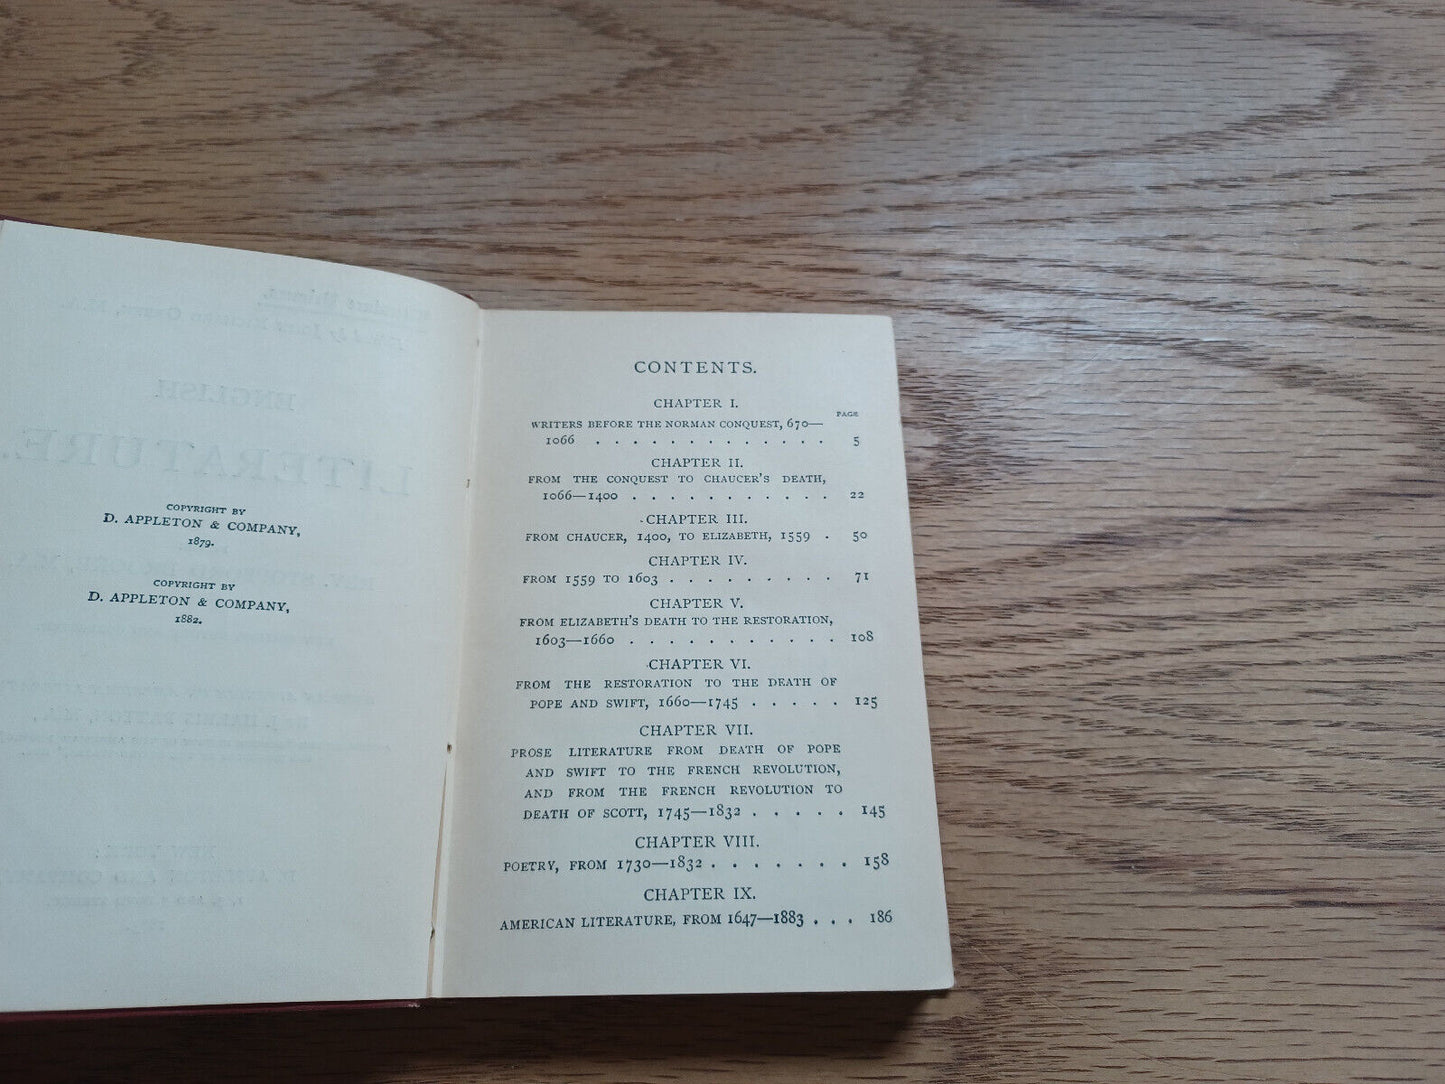 COPYRIGHT BY
D. APPLETON & COMPANY,
1879.
COPYRIGHT BY
D. APPLETON & COMPANY,
1882.
CONTENTS.
CHAPTER I.
PAGE
WRITERS BEFORE THE NORMAN CONQUEST, 670—
1066 . . . . . . . . . . . . . 5
CHAPTER II.
FROM THE CONQUEST TO CHAUCER'S DEATH,
1066—1400 . . . . . . . . . . . 22
CHAPTER III.
FROM CHAUCER, 1400, TO ELIZABETH, 1559 . 50
CHAPTER IV.
FROM 1559 TO 1603 . . . . . . . . . 71
CHAPTER V.
FROM ELIZABETH'S DEATH TO THE RESTORATION,
1603—1660 . . . . . . . . . . . 108
CHAPTER VI.
FROM THE RESTORATION TO THE DEATH OF
POPE AND SWIFT, 1660—1745 . . . . . 125
CHAPTER VII.
PROSE LITERATURE FROM DEATH OF POPE
AND SWIFT TO THE FRENCH REVOLUTION,
AND FROM THE FRENCH REVOLUTION TO
DEATH OF SCOTT, 1745—1832 . . . . . 145
CHAPTER VIII.
POETRY, FROM 1730—1832 . . . . . . . 158
CHAPTER IX.
AMERICAN LITERATURE, FROM 1647—1883 . . . 186